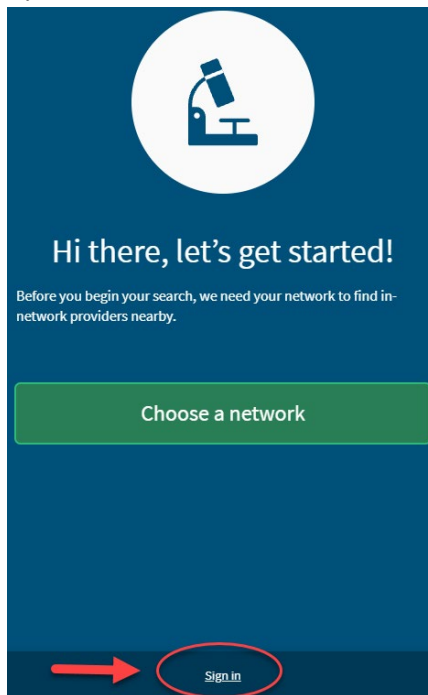 Hi there, let’s get started!
Before you begin your search, we need your network to find in-
network providers nearby.
Choose a network
Sign in